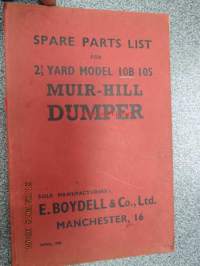 SPARE PARTS LIST
FOR
2½ YARD MODEL 10B 10S
MUIR-HILL
DUMPER
SOLE MANUFACTURERS
E. BOYDELL & Co., Ltd.
MANCHESTER, 16